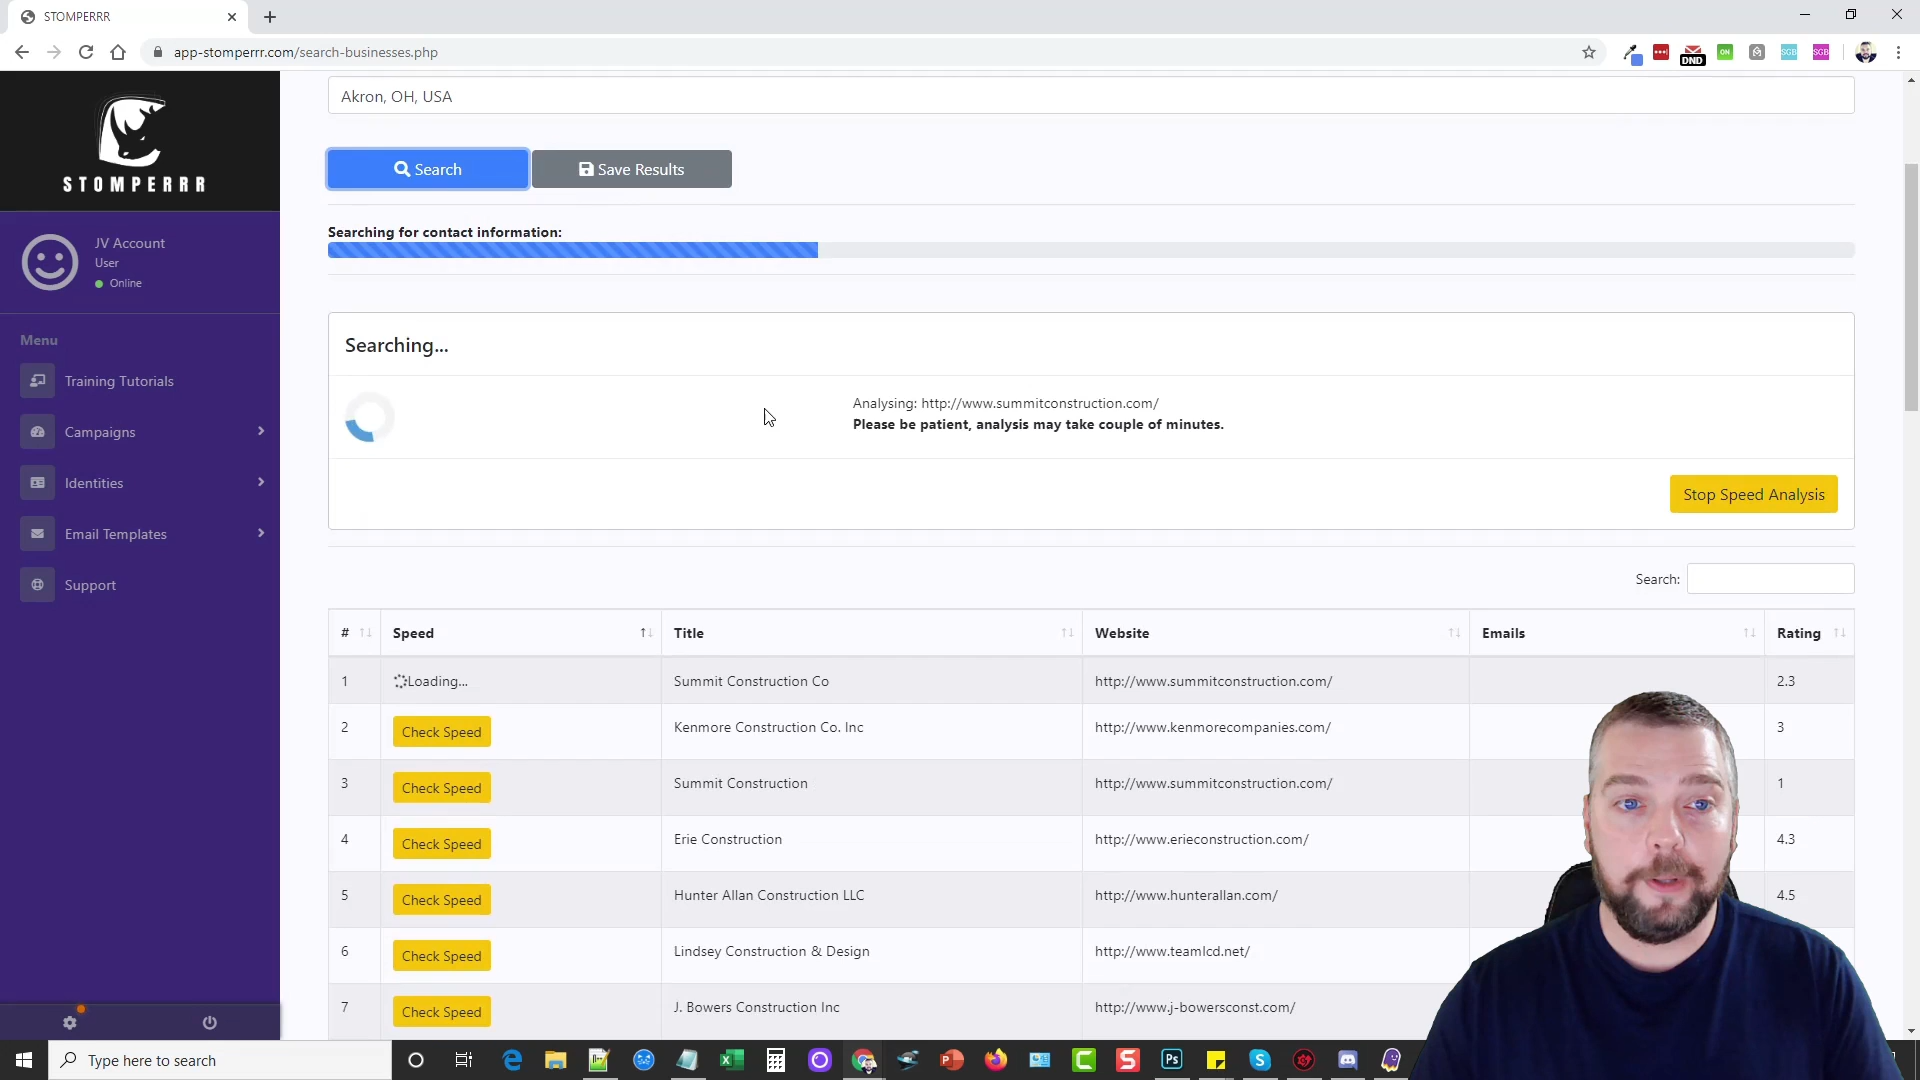 STOMPERRR
app-stomperrr.com/search-businesses.php
DND
ON
SGB
SGB
STOMPERRR
JV Account
User
Online
Menu
Training Tutorials
Campaigns
Identities
Email Templates
Support
Akron, OH, USA
Search
Save Results
Searching for contact information:
Searching...
Analysing: http://www.summitconstruction.com/
Please be patient, analysis may take couple of minutes.
Stop Speed Analysis
Search:
# Speed Title Website Emails Rating
1 Loading... Summit Construction Co http://www.summitconstruction.com/ 2.3
2 Check Speed Kenmore Construction Co. Inc http://www.kenmorecompanies.com/ 3
3 Check Speed Summit Construction http://www.summitconstruction.com/ 1
4 Check Speed Erie Construction http://www.erieconstruction.com/ 4.3
5 Check Speed Hunter Allan Construction LLC http://www.hunterallan.com/ 4.5
6 Check Speed Lindsey Construction & Design http://www.teamlcd.net/
7 Check Speed J. Bowers Construction Inc http://www.j-bowersconst.com/
Type here to search